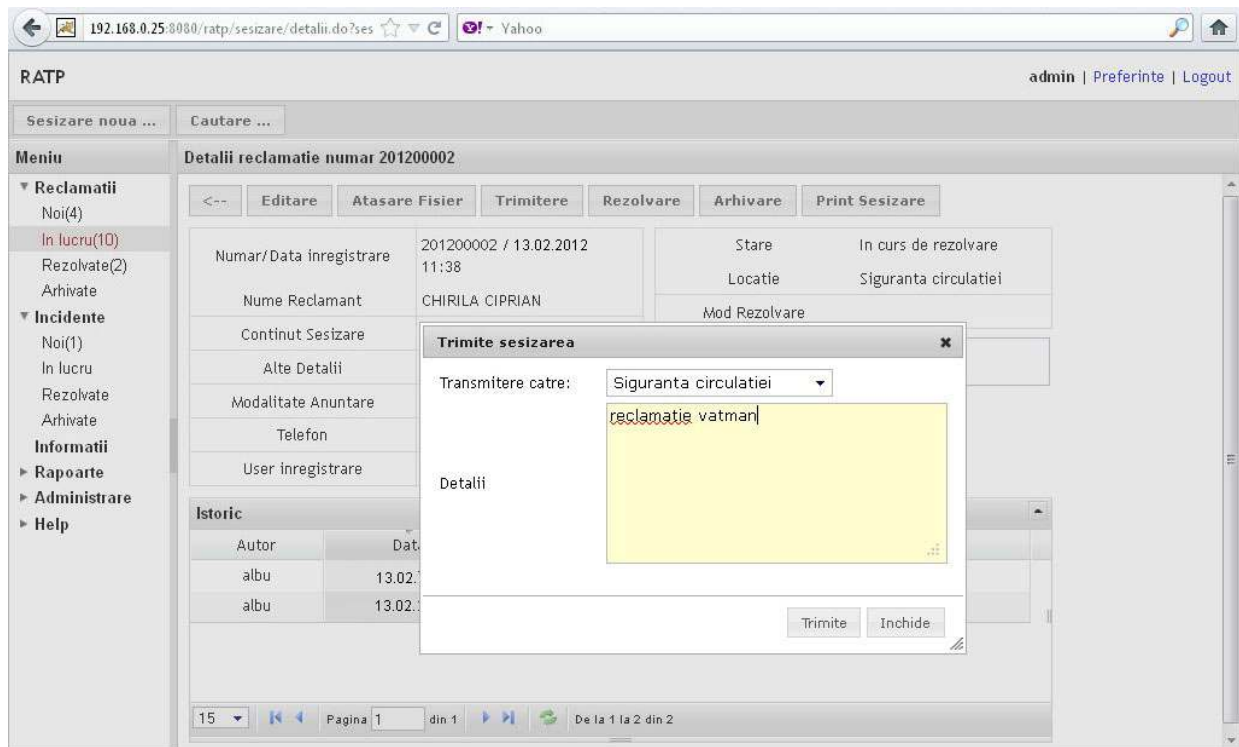 192.168.0.25:8080/ratp/sesizare/detalii.do?ses
Yahoo
RATP
admin | Preferinte | Logout
Sesizare noua ...
Cautare ...
Meniu
Detalii reclamatie numar 201200002
Reclamatii
Noi(4)
In lucru(10)
Rezolvate(2)
Arhivate
Incidente
Noi(1)
In lucru
Rezolvate
Arhivate
Informatii
Rapoarte
Administrare
Help
<-- Editare Atasare Fisier Trimitere Rezolvare Arhivare Print Sesizare
Numar/Data inregistrare 201200002 / 13.02.2012
11:38
Nume Reclamant CHIRILA CIPRIAN
Continut Sesizare
Alte Detalii
Modalitate Anuntare
Telefon
User inregistrare
Stare In curs de rezolvare
Locatie Siguranta circulatiei
Mod Rezolvare
Trimite sesizarea
Transmitere catre: Siguranta circulatiei
reclamatie vatman
Detalii
Trimite Inchide
Istoric
Autor
albu 13.02.
albu 13.02.
15 Pagina 1 din 1 De la 1 la 2 din 2